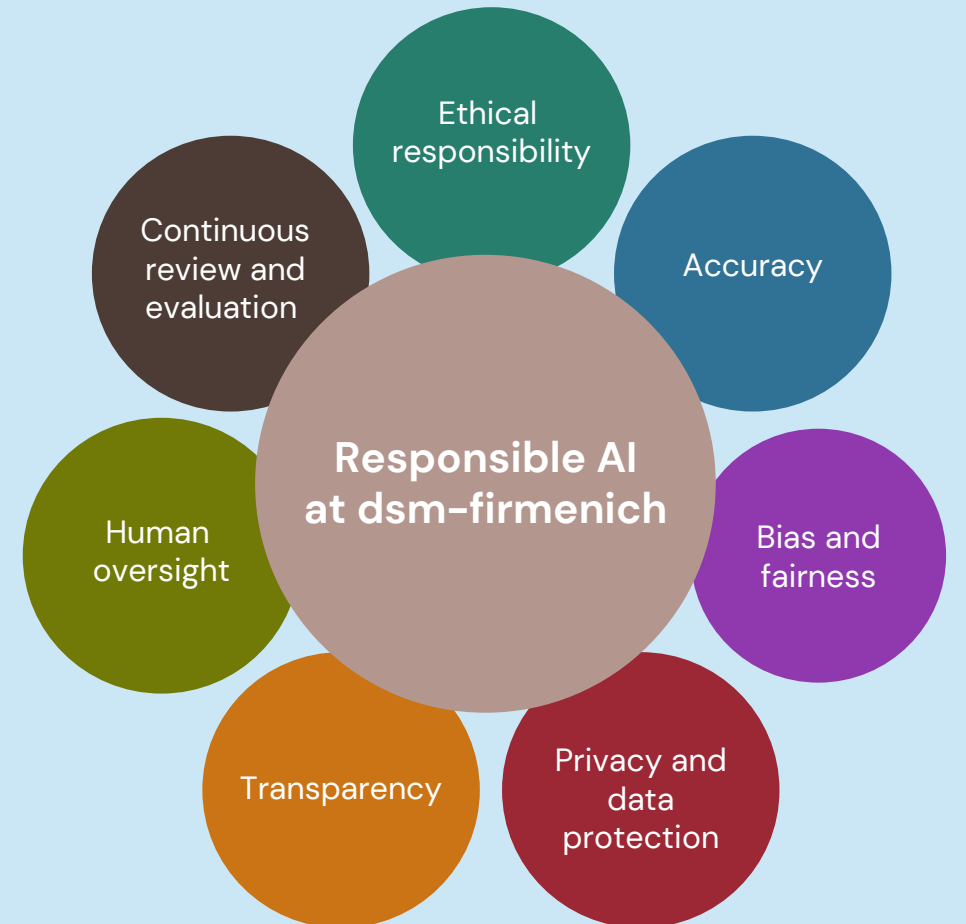 Ethical
responsibility
Accuracy
Bias and
fairness
Privacy and
data
protection
Transparency
Human
oversight
Continuous
review and
evaluation
Responsible AI
at dsm-firmenich